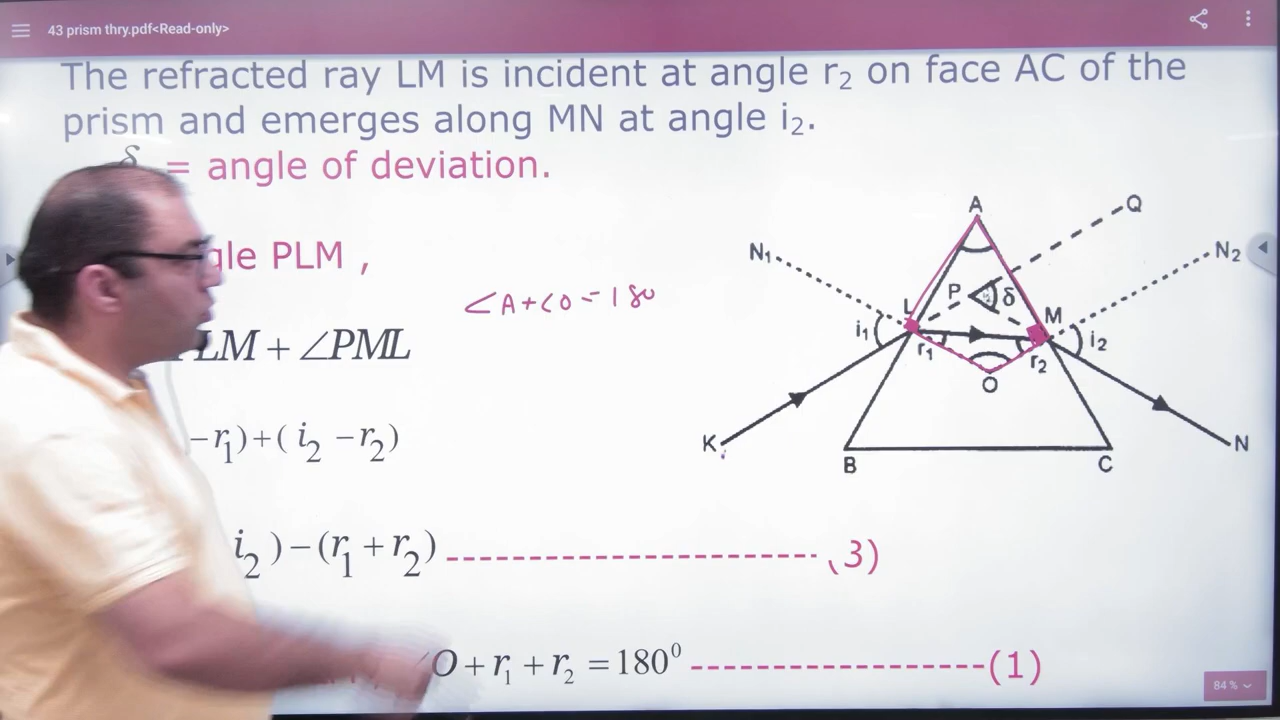 43 prism thry.pdf<Read-only>
The refracted ray LM is incident at angle r₂ on face AC of the
prism and emerges along MN at angle i₂.
δ = angle of deviation.
gle PLM ,
∠A+∠O=180
LM + ∠PML
−r₁)+( i₂ −r₂)
i₂ )−(r₁ +r₂) ------------------------ 3)
O + r₁ + r₂ = 180⁰ ------------------(1)
A
Q
N₁
N₂
P
δ
L
M
i₁
r₁
r₂
i₂
O
K
N
B
C
84 %